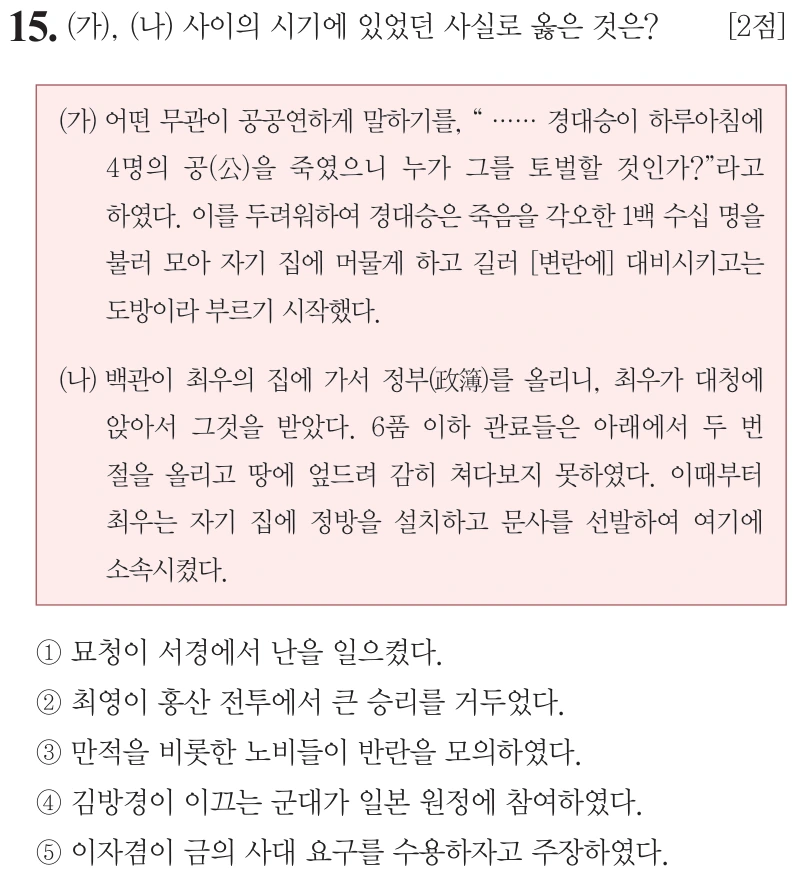 15. (가), (나) 사이의 시기에 있었던 사실로 옳은 것은? [2점]
(가) 어떤 무관이 공공연하게 말하기를, “ …… 경대승이 하루아침에
4명의 공(公)을 죽였으니 누가 그를 토벌할 것인가?”라고
하였다. 이를 두려워하여 경대승은 죽음을 각오한 1백 수십 명을
불러 모아 자기 집에 머물게 하고 길러 [변란에] 대비시키고는
도방이라 부르기 시작했다.
(나) 백관이 최우의 집에 가서 정부(政簿)를 올리니, 최우가 대청에
앉아서 그것을 받았다. 6품 이하 관료들은 아래에서 두 번
절을 올리고 땅에 엎드려 감히 쳐다보지 못하였다. 이때부터
최우는 자기 집에 정방을 설치하고 문사를 선발하여 여기에
소속시켰다.
① 묘청이 서경에서 난을 일으켰다.
② 최영이 홍산 전투에서 큰 승리를 거두었다.
③ 만적을 비롯한 노비들이 반란을 모의하였다.
④ 김방경이 이끄는 군대가 일본 원정에 참여하였다.
⑤ 이자겸이 금의 사대 요구를 수용하자고 주장하였다.